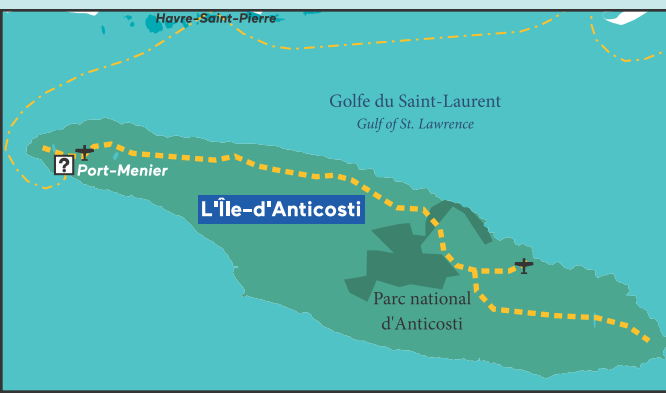 Havre-Saint-Pierre
Golfe du Saint-Laurent
Gulf of St. Lawrence
?
Port-Menier
L'Île-d'Anticosti
Parc national
d'Anticosti